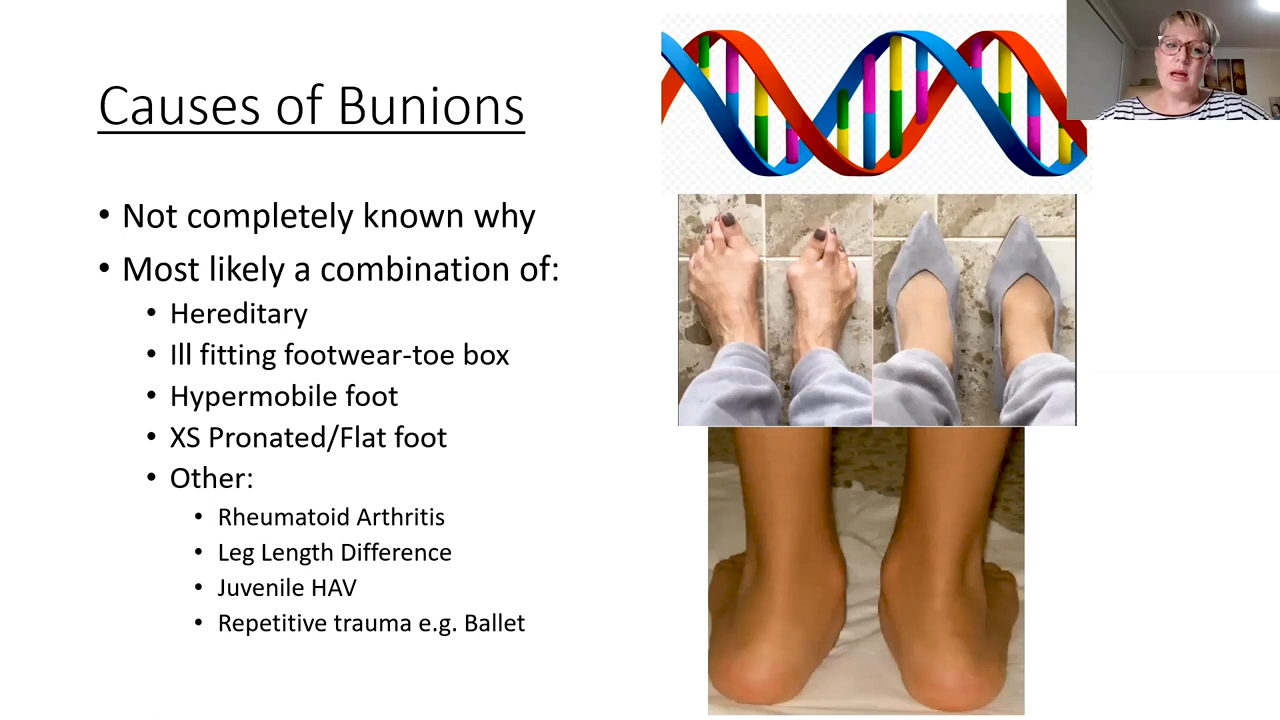 Causes of Bunions
• Not completely known why
• Most likely a combination of:
• Hereditary
• Ill fitting footwear-toe box
• Hypermobile foot
• XS Pronated/Flat foot
• Other:
• Rheumatoid Arthritis
• Leg Length Difference
• Juvenile HAV
• Repetitive trauma e.g. Ballet